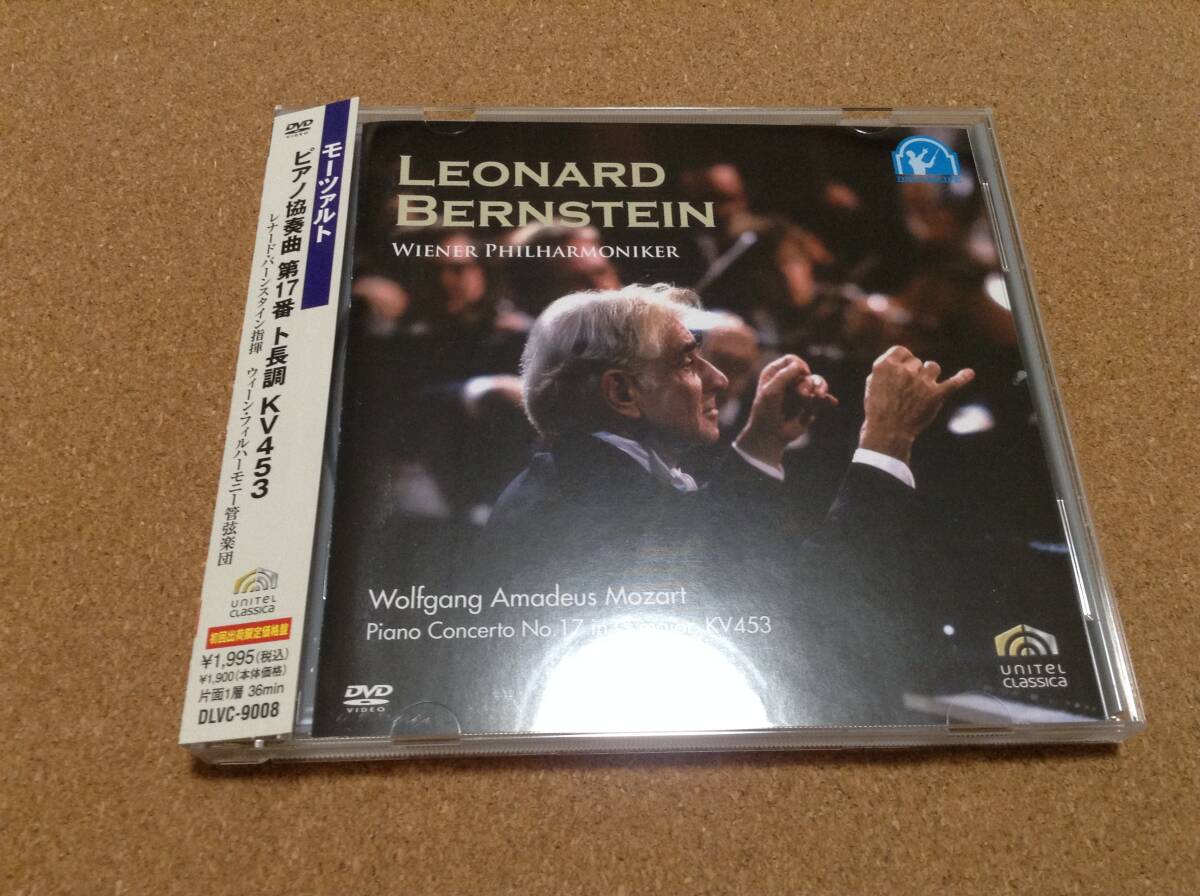 DVD
VIDEO
モーツァルト
ピアノ協奏曲 第17番 ト長調 KV453
レナード・バーンスタイン指揮 ウィーン・フィルハーモニー管弦楽団
UNITEL
CLASSICA
初回出荷限定価格盤
¥1,995(税込)
¥1,900(本体価格)
片面1層 36min
DLVC-9008
LEONARD
BERNSTEIN
WIENER PHILHARMONIKER
Wolfgang Amadeus Mozart
Piano Concerto No.17 in major, KV453
DVD
VIDEO
UNITEL
CLASSICA